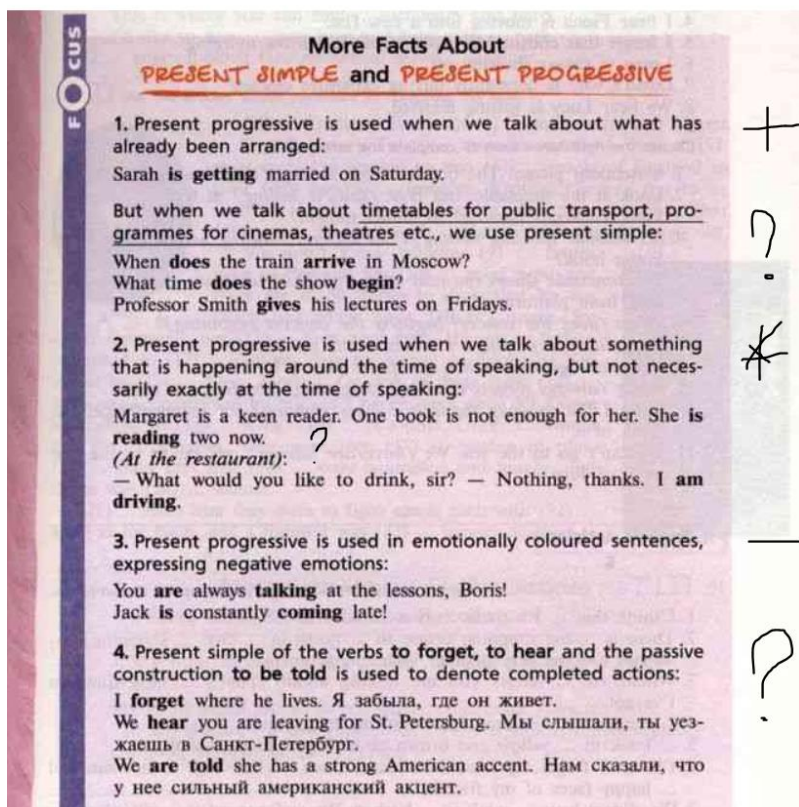 FOCUS
More Facts About
PRESENT SIMPLE and PRESENT PROGRESSIVE
1. Present progressive is used when we talk about what has
already been arranged:
Sarah is getting married on Saturday.
But when we talk about timetables for public transport, pro-
grammes for cinemas, theatres etc., we use present simple:
When does the train arrive in Moscow?
What time does the show begin?
Professor Smith gives his lectures on Fridays.
2. Present progressive is used when we talk about something
that is happening around the time of speaking, but not neces-
sarily exactly at the time of speaking:
Margaret is a keen reader. One book is not enough for her. She is
reading two now.
(At the restaurant): ?
— What would you like to drink, sir? — Nothing, thanks. I am
driving.
3. Present progressive is used in emotionally coloured sentences,
expressing negative emotions:
You are always talking at the lessons, Boris!
Jack is constantly coming late!
4. Present simple of the verbs to forget, to hear and the passive
construction to be told is used to denote completed actions:
I forget where he lives. Я забыла, где он живет.
We hear you are leaving for St. Petersburg. Мы слышали, ты уез-
жаешь в Санкт-Петербург.
We are told she has a strong American accent. Нам сказали, что
у нее сильный американский акцент.
+
?
*
—
?